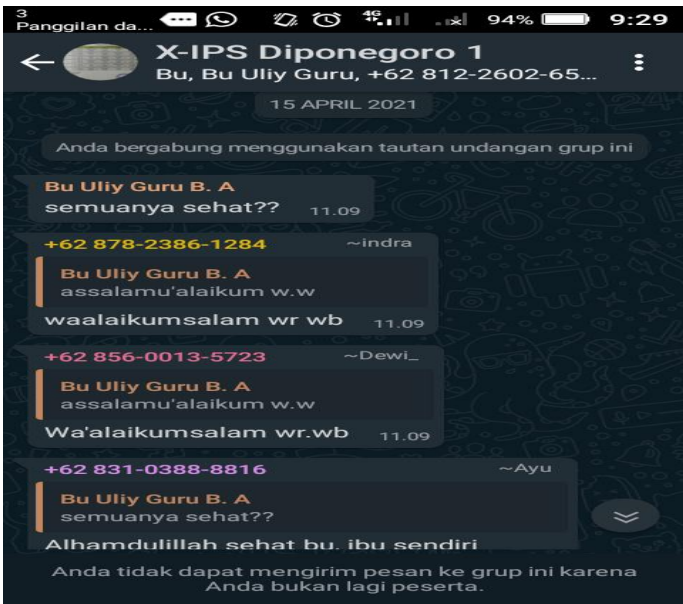 3
Panggilan da...
4G
94%
9:29
X-IPS Diponegoro 1
Bu, Bu Uliy Guru, +62 812-2602-65...
15 APRIL 2021
Anda bergabung menggunakan tautan undangan grup ini
Bu Uliy Guru B. A
semuanya sehat?? 11.09
+62 878-2386-1284 ~indra
Bu Uliy Guru B. A
assalamu'alaikum w.w
waalaikumsalam wr wb 11.09
+62 856-0013-5723 ~Dewi_
Bu Uliy Guru B. A
assalamu'alaikum w.w
Wa'alaikumsalam wr.wb 11.09
+62 831-0388-8816 ~Ayu
Bu Uliy Guru B. A
semuanya sehat??
Alhamdulillah sehat bu. ibu sendiri
Anda tidak dapat mengirim pesan ke grup ini karena
Anda bukan lagi peserta.